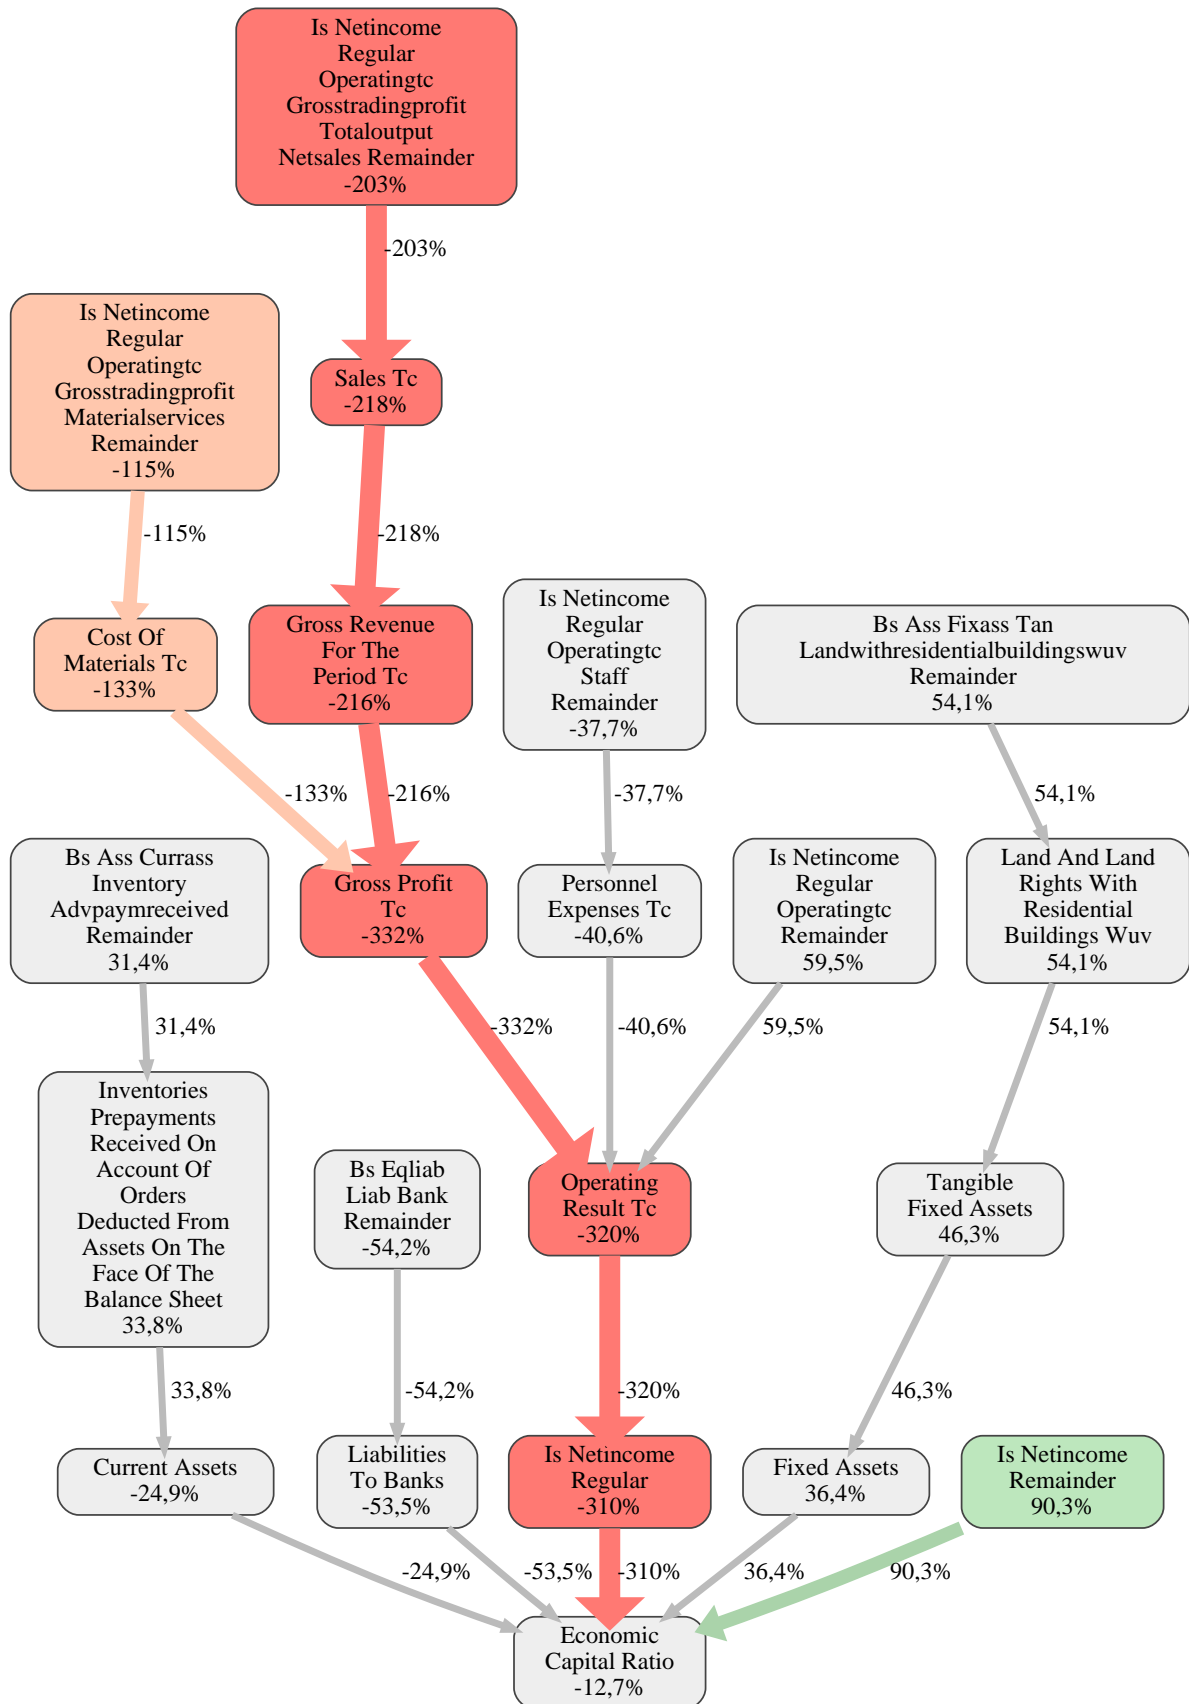 Is Netincome
Regular
Operatingtc
Grosstradingprofit
Totaloutput
Netsales Remainder
-203%
-203%
Is Netincome
Regular
Operatingtc
Grosstradingprofit
Materialservices
Remainder
-115%
Sales Tc
-218%
-115%
-218%
Cost Of
Materials Tc
-133%
Gross Revenue
For The
Period Tc
-216%
Is Netincome
Regular
Operatingtc
Staff
Remainder
-37,7%
Bs Ass Fixass Tan
Landwithresidentialbuildingswuv
Remainder
54,1%
-133%
-216%
-37,7%
54,1%
Bs Ass Currass
Inventory
Advpaymreceived
Remainder
31,4%
Gross Profit
Tc
-332%
Personnel
Expenses Tc
-40,6%
Is Netincome
Regular
Operatingtc
Remainder
59,5%
Land And Land
Rights With
Residential
Buildings Wuv
54,1%
31,4%
-332%
-40,6%
59,5%
54,1%
Inventories
Prepayments
Received On
Account Of
Orders
Deducted From
Assets On The
Face Of The
Balance Sheet
33,8%
Bs Eqliab
Liab Bank
Remainder
-54,2%
Operating
Result Tc
-320%
Tangible
Fixed Assets
46,3%
33,8%
-54,2%
-320%
46,3%
Current Assets
-24,9%
Liabilities
To Banks
-53,5%
Is Netincome
Regular
-310%
Fixed Assets
36,4%
Is Netincome
Remainder
90,3%
-24,9%
-53,5%
-310%
36,4%
90,3%
Economic
Capital Ratio
-12,7%